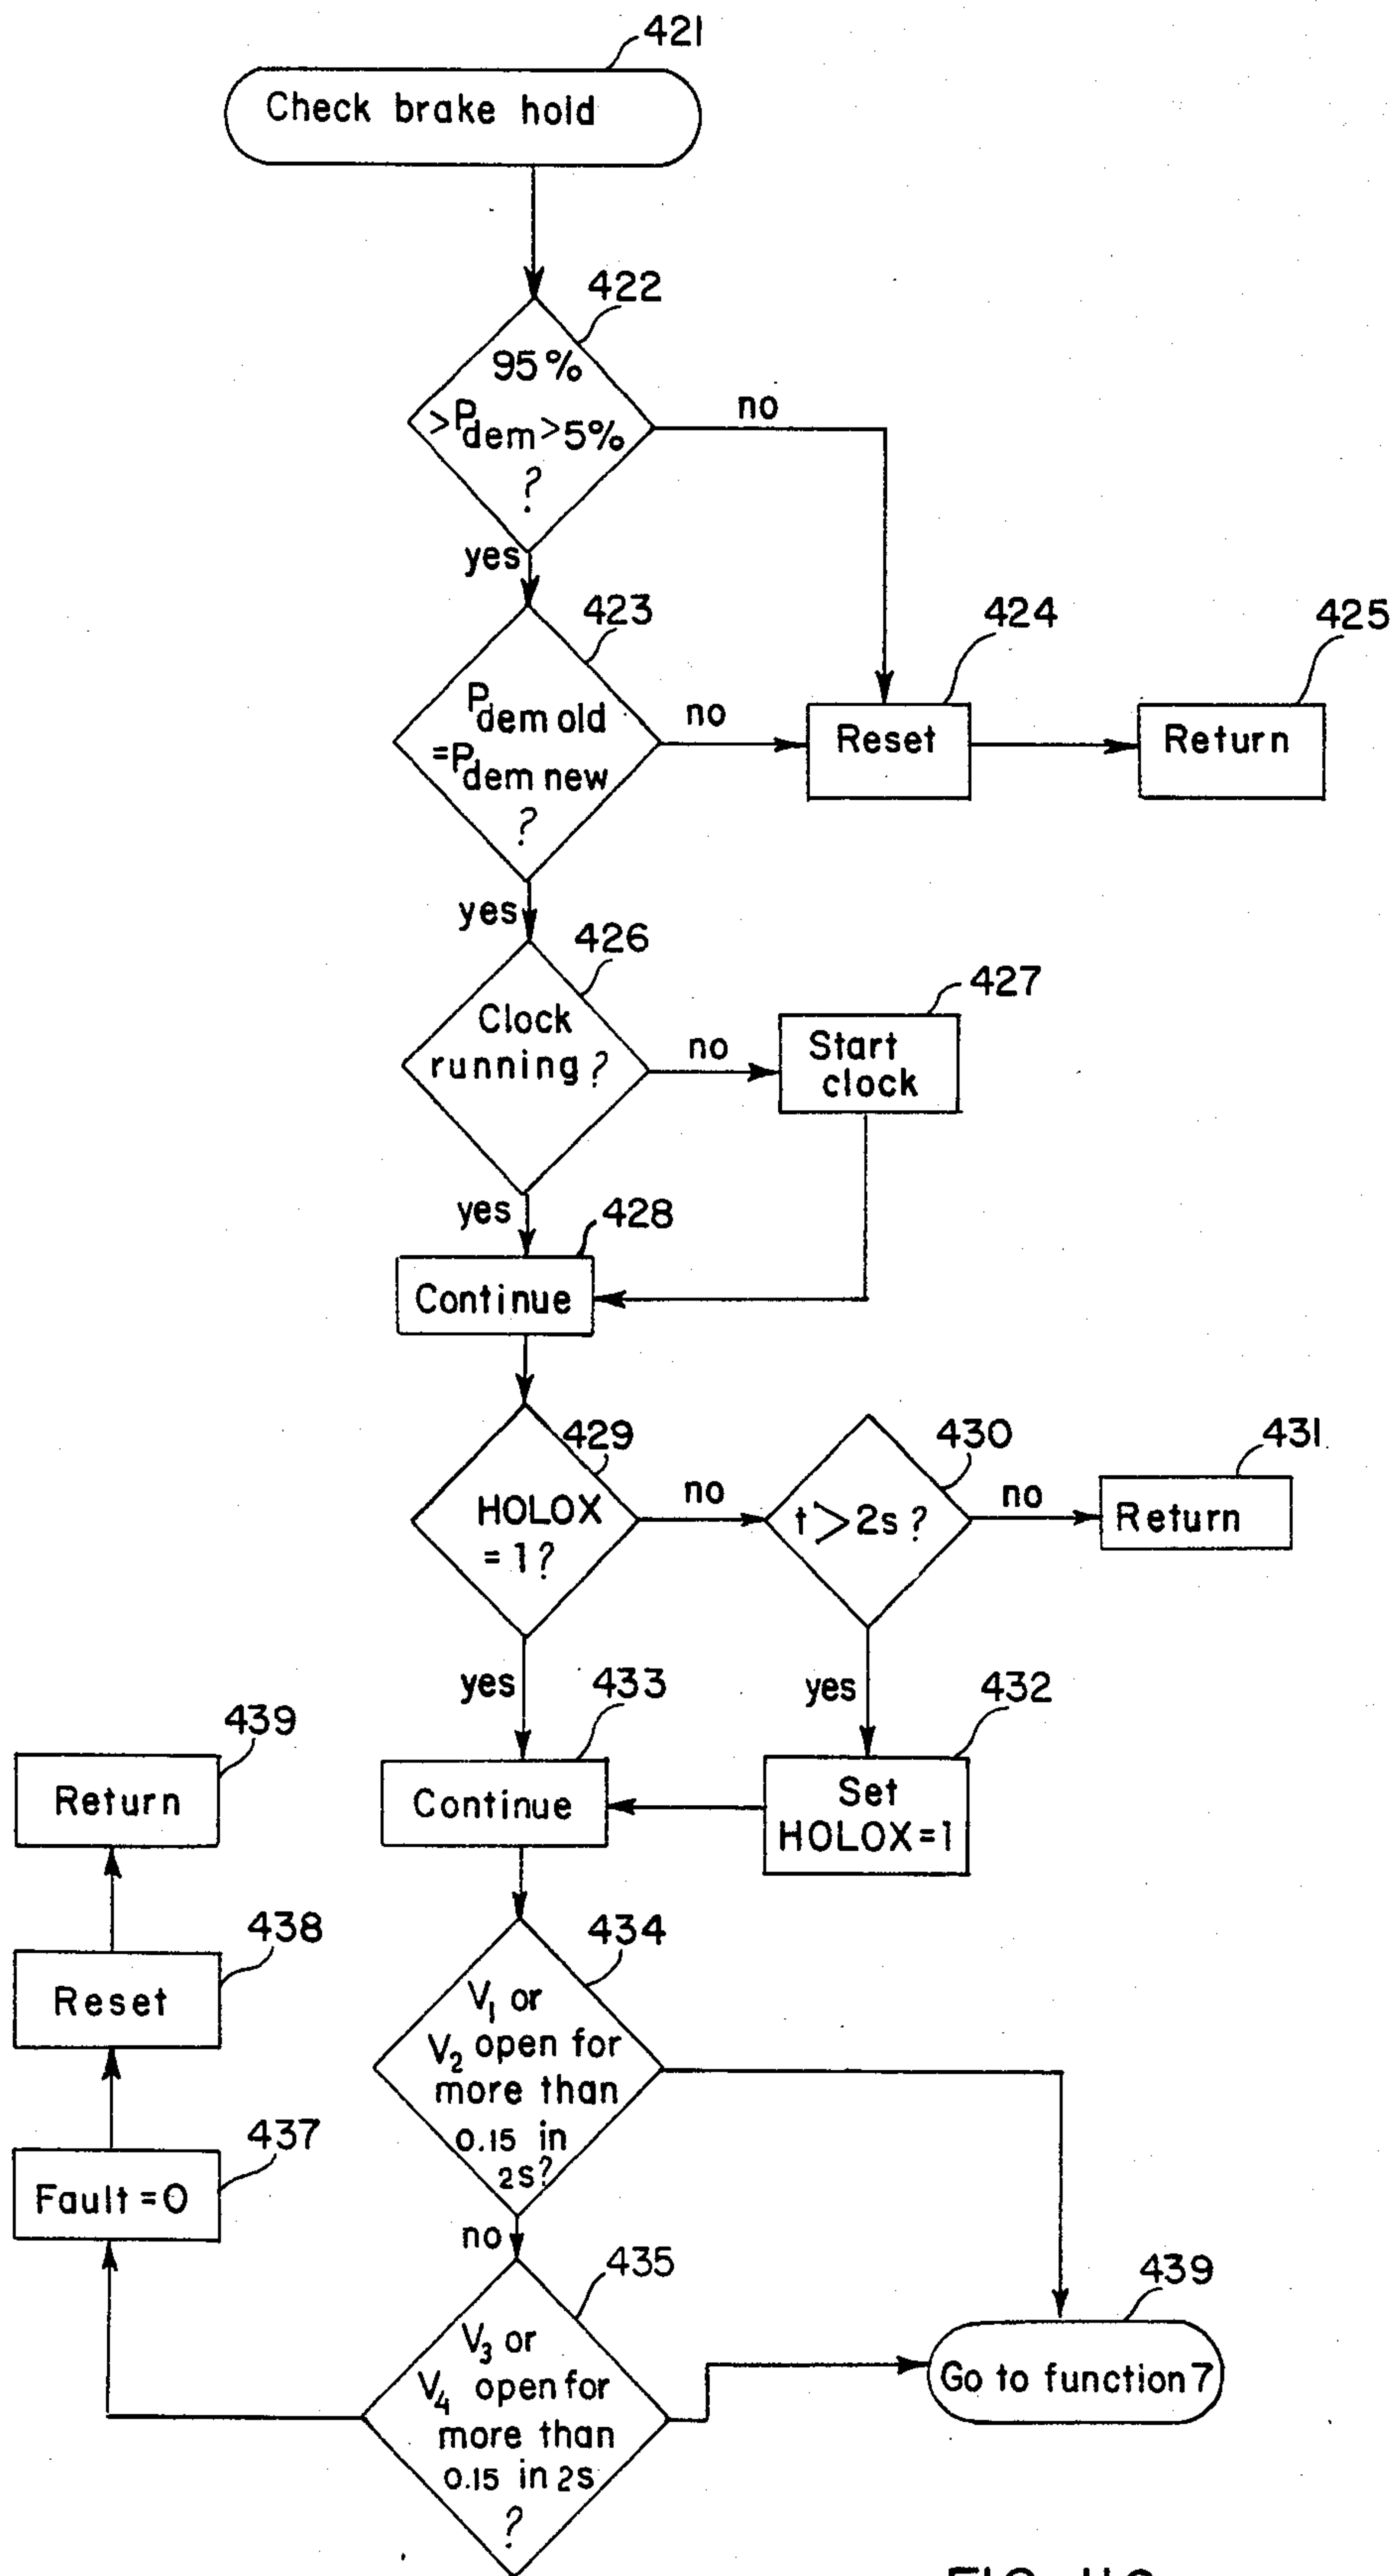 421
Check brake hold
422
95%
>Pdem>5%
?
no
yes
423
Pdem old
=Pdem new
?
no
424
Reset
425
Return
yes
426
Clock
running?
no
427
Start
clock
yes
428
Continue
429
HOLOX
=1?
no
430
t>2s?
no
431
Return
yes
433
Continue
yes
432
Set
HOLOX=1
439
Return
438
Reset
437
Fault=0
434
V1 or
V2 open for
more than
0.15 in
2s?
no
435
V3 or
V4 open for
more than
0.15 in 2s
?
439
Go to function 7